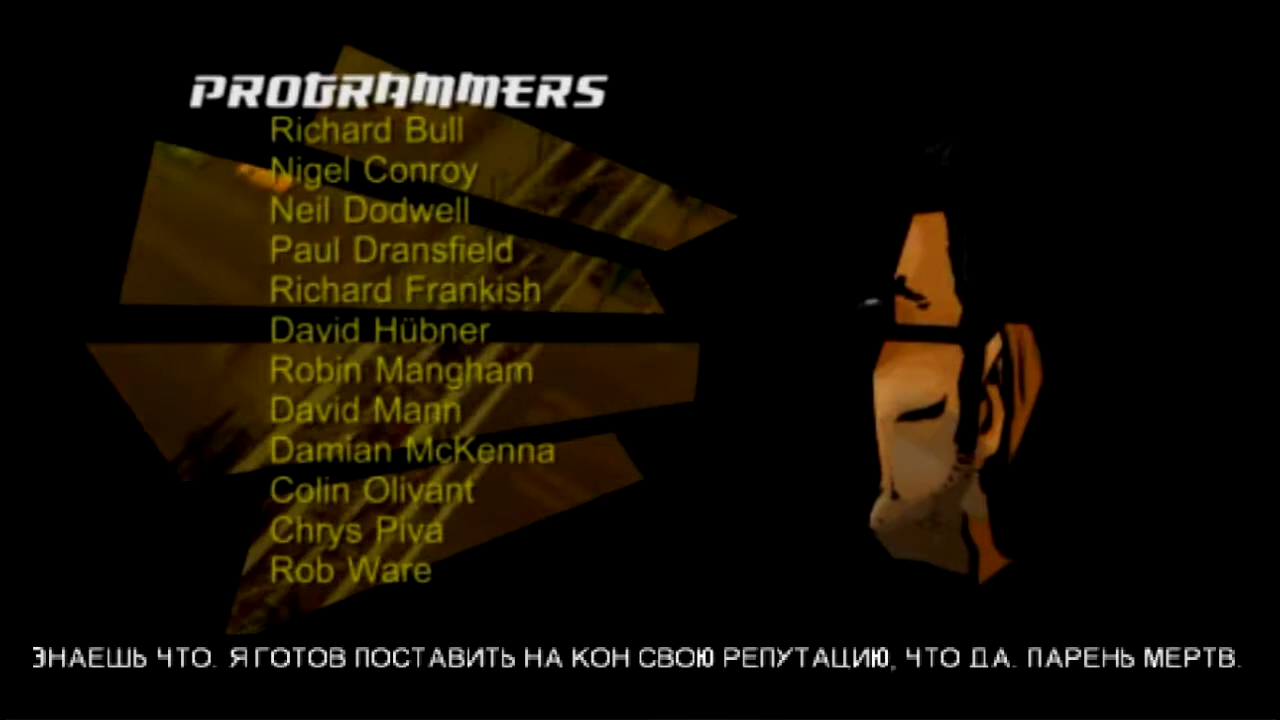 PROGRAMMERS
Richard Bull
Nigel Conroy
Neil Dodwell
Paul Dransfield
Richard Frankish
David Hübner
Robin Mangham
David Mann
Damian McKenna
Colin Olivant
Chrys Piva
Rob Ware
ЗНАЕШЬ ЧТО. Я ГОТОВ ПОСТАВИТЬ НА КОН СВОЮ РЕПУТАЦИЮ, ЧТО ДА. ПАРЕНЬ МЕРТВ.